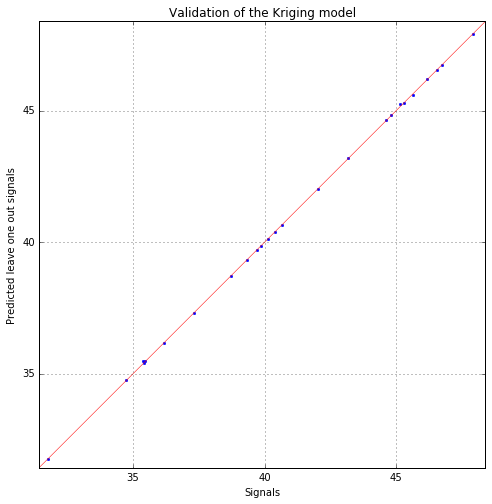 Validation of the Kriging model
45
40
35
Predicted leave one out signals
35
40
45
Signals